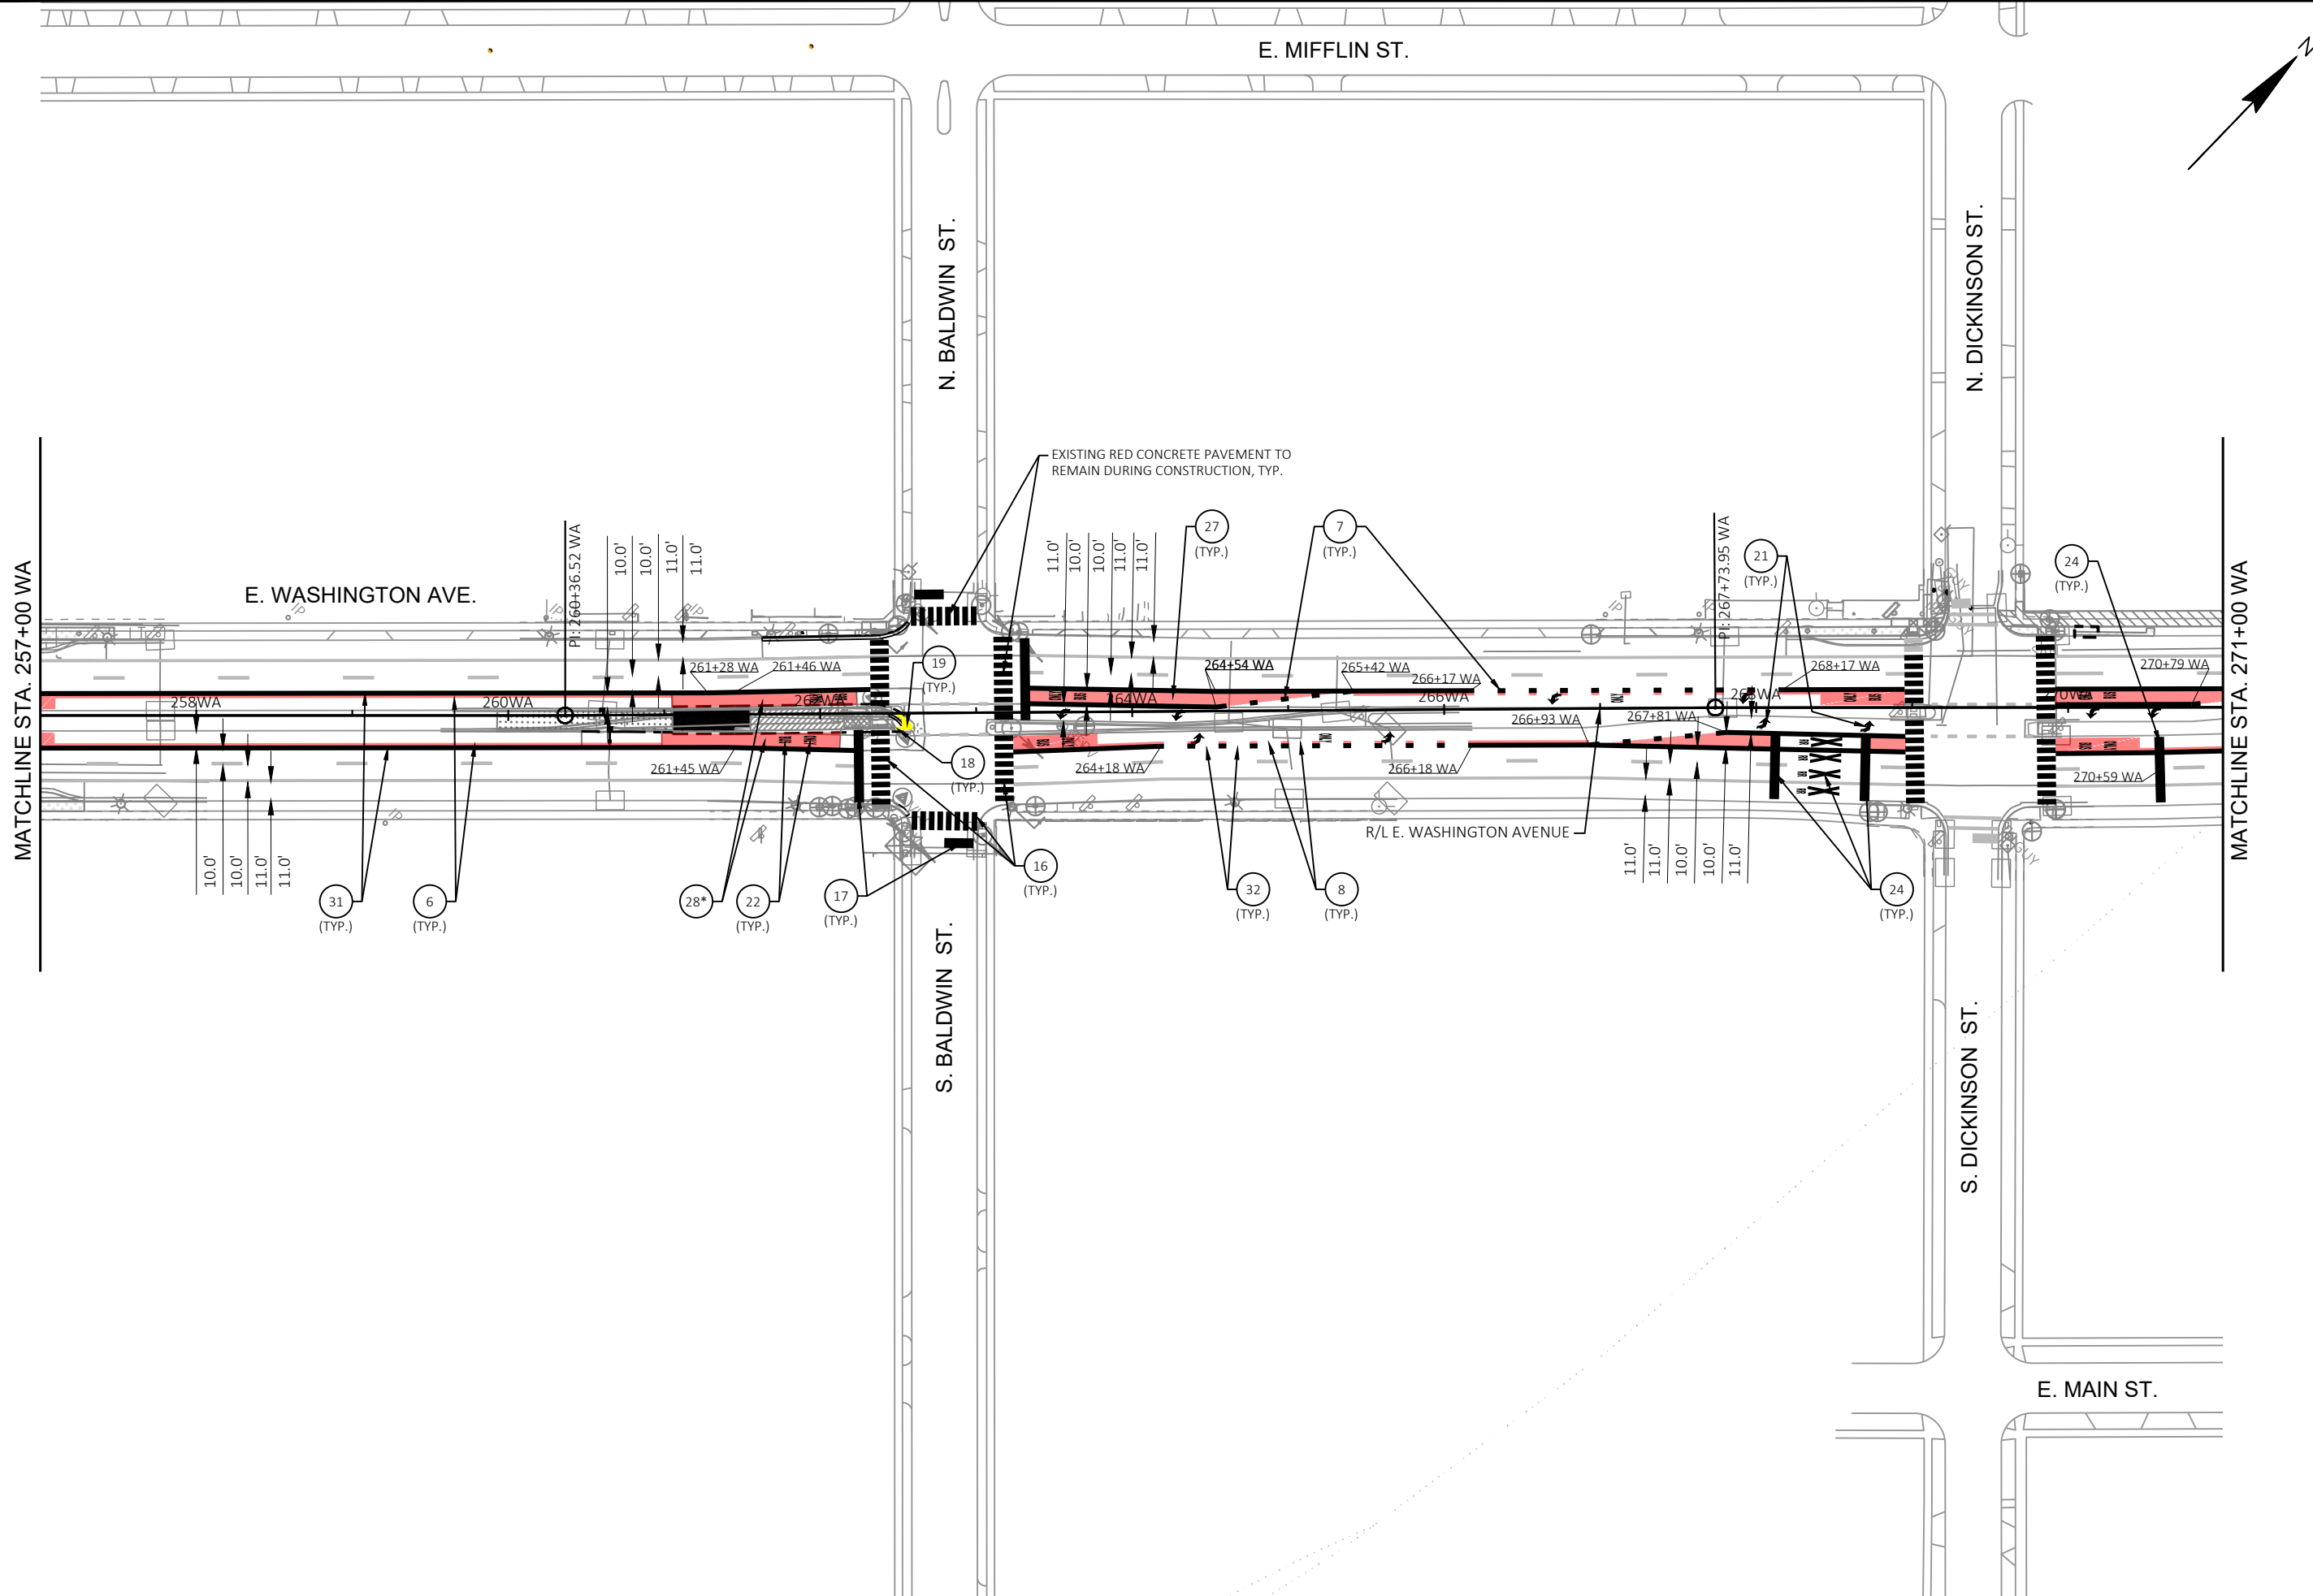 E. MIFFLIN ST.
N
N. BALDWIN ST.
N. DICKINSON ST.
EXISTING RED CONCRETE PAVEMENT TO
REMAIN DURING CONSTRUCTION, TYP.
MATCHLINE STA. 257+00 WA
E. WASHINGTON AVE.
PI: 260+36.52 WA
10.0'
10.0'
11.0'
11.0'
11.0'
10.0'
10.0'
11.0'
11.0'
27
(TYP.)
7
(TYP.)
PI: 267+73.95 WA
21
(TYP.)
24
(TYP.)
MATCHLINE STA. 271+00 WA
19
(TYP.)
261+28 WA
261+46 WA
264+54 WA
265+42 WA
266+17 WA
268+17 WA
270+79 WA
258WA
260WA
262WA
264WA
266WA
268WA
270WA
266+93 WA
267+81 WA
261+45 WA
18
(TYP.)
264+18 WA
266+18 WA
270+59 WA
R/L E. WASHINGTON AVENUE
GUY
GUY
10.0'
10.0'
11.0'
11.0'
31
(TYP.)
6
(TYP.)
28*
22
(TYP.)
17
(TYP.)
16
(TYP.)
32
(TYP.)
8
(TYP.)
11.0'
11.0'
10.0'
10.0'
11.0'
24
(TYP.)
S. BALDWIN ST.
S. DICKINSON ST.
E. MAIN ST.